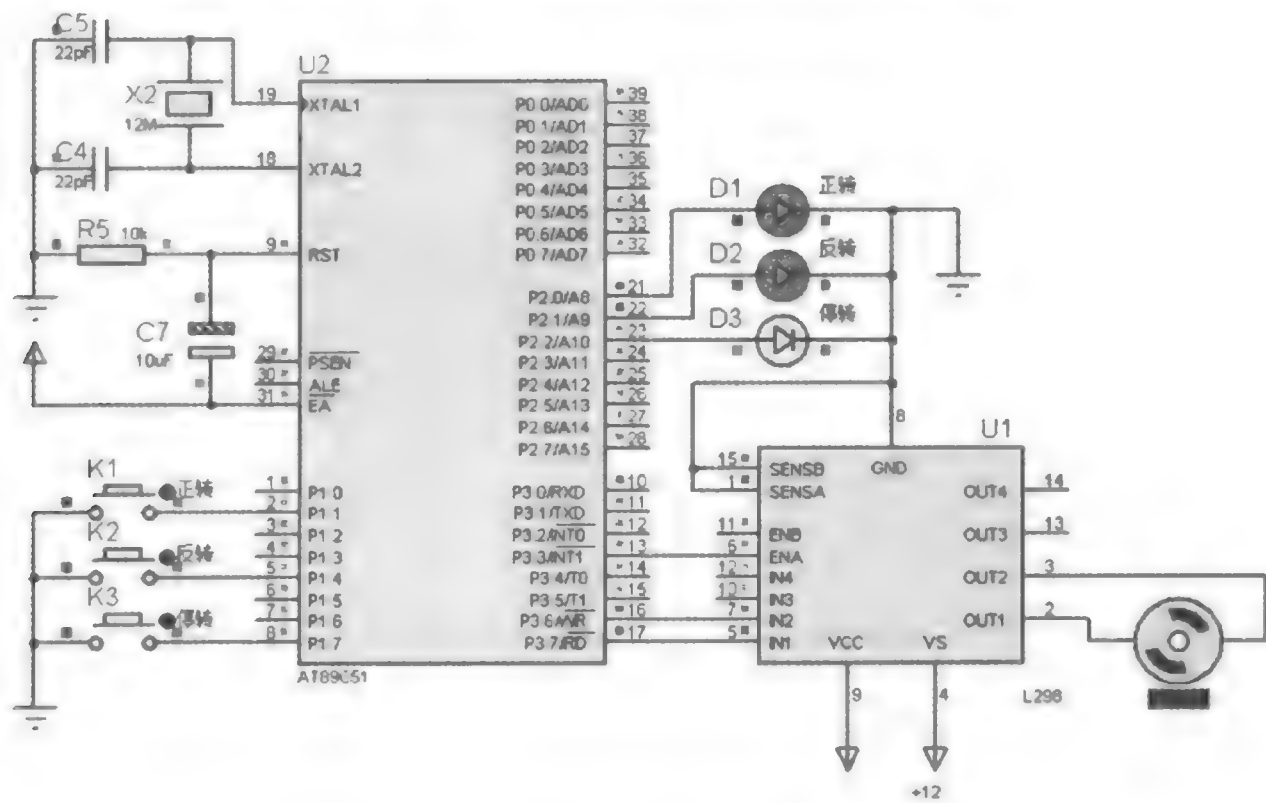 C5
22pF
X2
12M
C4
22pF
R5 10k
C7
10uF
U2
19 XTAL1
18 XTAL2
9 RST
29 PSEN
30 ALE
31 EA
1 P1.0
2 P1.1
3 P1.2
4 P1.3
5 P1.4
6 P1.5
7 P1.6
8 P1.7
P0.0/AD0 39
P0.1/AD1 38
P0.2/AD2 37
P0.3/AD3 36
P0.4/AD4 35
P0.5/AD5 34
P0.6/AD6 33
P0.7/AD7 32
P2.0/A8 21
P2.1/A9 22
P2.2/A10 23
P2.3/A11 24
P2.4/A12 25
P2.5/A13 26
P2.6/A14 27
P2.7/A15 28
P3.0/RXD 10
P3.1/TXD 11
P3.2/INT0 12
P3.3/INT1 13
P3.4/T0 14
P3.5/T1 15
P3.6/WR 16
P3.7/RD 17
AT89C51
K1 正转
K2 反转
K3 停转
D1 正转
D2 反转
D3 停转
U1
8 GND
15 SENSB
1 SENSA
11 ENB
6 ENA
12 IN4
10 IN3
7 IN2
5 IN1
OUT4 14
OUT3 13
OUT2 3
OUT1 2
VCC VS
9 4
L298
+12